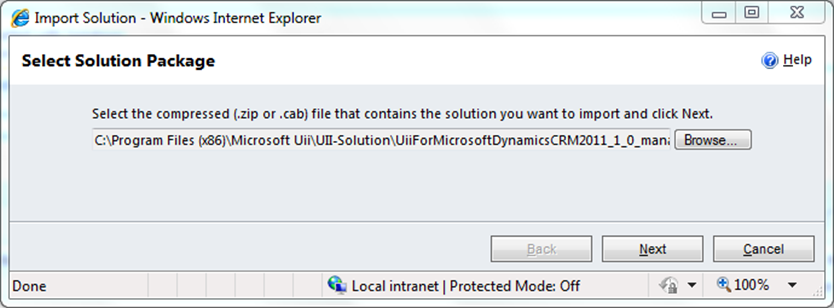 Import Solution - Windows Internet Explorer
Select Solution Package
Help
Select the compressed (.zip or .cab) file that contains the solution you want to import and click Next.
C:\Program Files (x86)\Microsoft Uii\UII-Solution\UiiForMicrosoftDynamicsCRM2011_1_0_mana Browse...
Back Next Cancel
Done Local intranet | Protected Mode: Off 100%